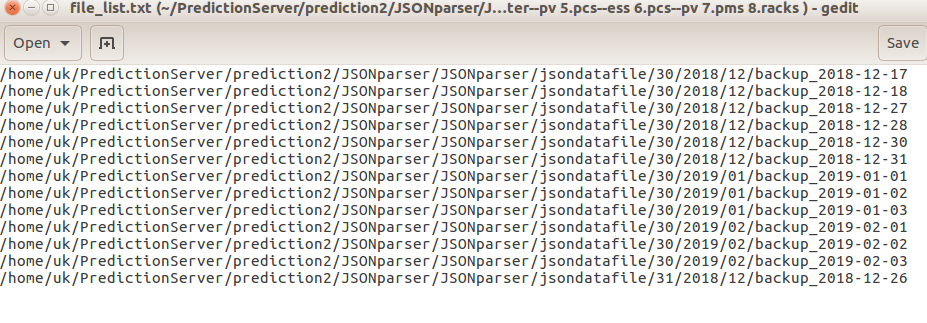 file_list.txt (~/PredictionServer/prediction2/JSONparser/J...ter--pv 5.pcs--ess 6.pcs--pv 7.pms 8.racks ) - gedit
Open Save
/home/uk/PredictionServer/prediction2/JSONparser/JSONparser/jsondatafile/30/2018/12/backup_2018-12-17
/home/uk/PredictionServer/prediction2/JSONparser/JSONparser/jsondatafile/30/2018/12/backup_2018-12-18
/home/uk/PredictionServer/prediction2/JSONparser/JSONparser/jsondatafile/30/2018/12/backup_2018-12-27
/home/uk/PredictionServer/prediction2/JSONparser/JSONparser/jsondatafile/30/2018/12/backup_2018-12-28
/home/uk/PredictionServer/prediction2/JSONparser/JSONparser/jsondatafile/30/2018/12/backup_2018-12-30
/home/uk/PredictionServer/prediction2/JSONparser/JSONparser/jsondatafile/30/2018/12/backup_2018-12-31
/home/uk/PredictionServer/prediction2/JSONparser/JSONparser/jsondatafile/30/2019/01/backup_2019-01-01
/home/uk/PredictionServer/prediction2/JSONparser/JSONparser/jsondatafile/30/2019/01/backup_2019-01-02
/home/uk/PredictionServer/prediction2/JSONparser/JSONparser/jsondatafile/30/2019/01/backup_2019-01-03
/home/uk/PredictionServer/prediction2/JSONparser/JSONparser/jsondatafile/30/2019/02/backup_2019-02-01
/home/uk/PredictionServer/prediction2/JSONparser/JSONparser/jsondatafile/30/2019/02/backup_2019-02-02
/home/uk/PredictionServer/prediction2/JSONparser/JSONparser/jsondatafile/30/2019/02/backup_2019-02-03
/home/uk/PredictionServer/prediction2/JSONparser/JSONparser/jsondatafile/31/2018/12/backup_2018-12-26